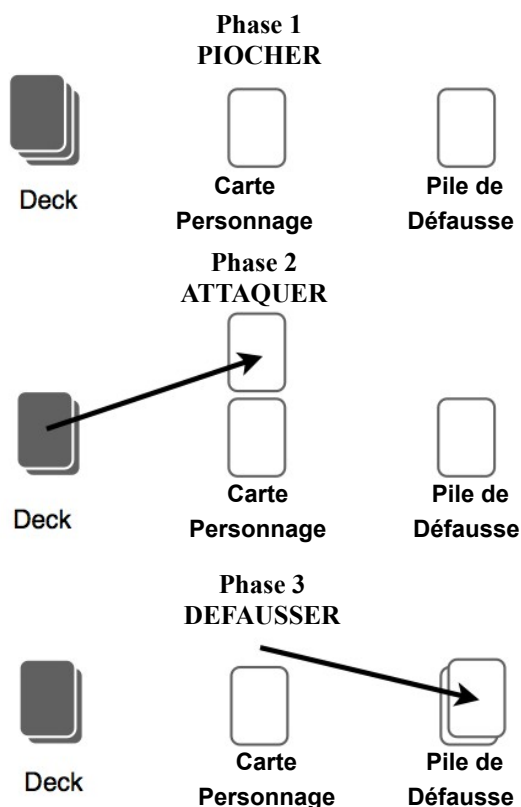 Phase 1
PIOCHER
Deck
Carte
Personnage
Pile de
Défausse
Phase 2
ATTAQUER
Deck
Carte
Personnage
Pile de
Défausse
Phase 3
DEFAUSSER
Deck
Carte
Personnage
Pile de
Défausse